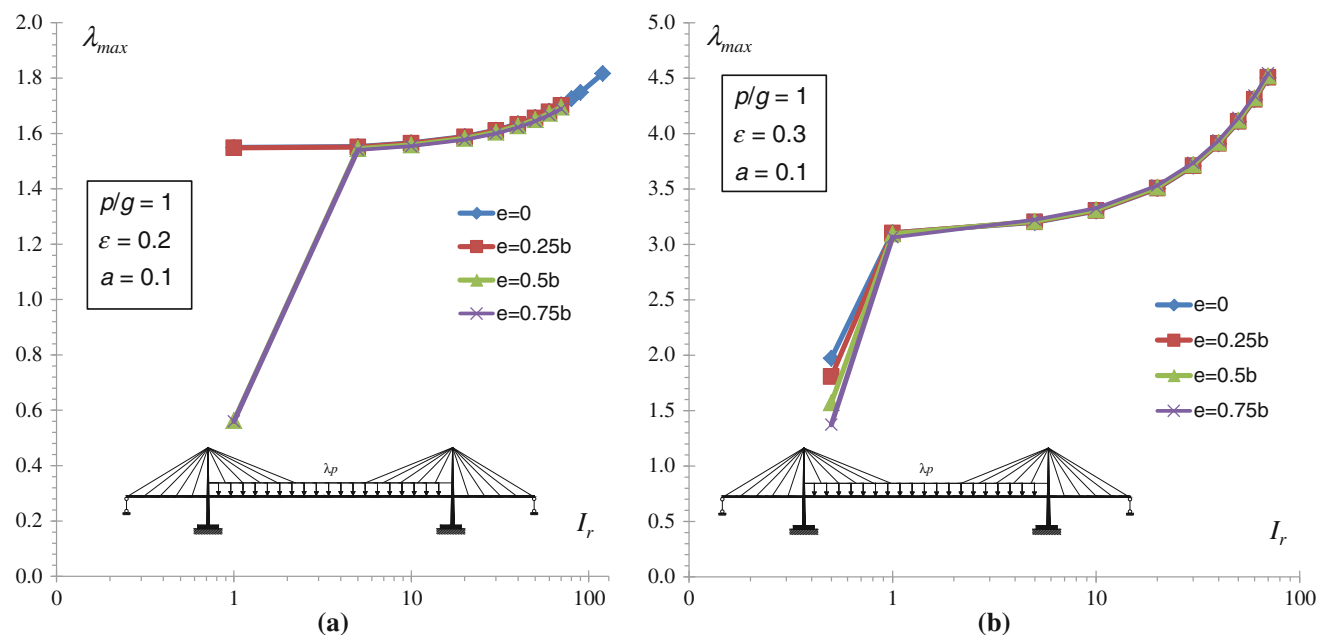 λmax
2.0
1.8
1.6
1.4
1.2
1.0
0.8
0.6
0.4
0.2
0.0
p/g = 1
ε = 0.2
a = 0.1
e=0
e=0.25b
e=0.5b
e=0.75b
λp
Ir
0 1 10 100
(a)
λmax
5.0
4.5
4.0
3.5
3.0
2.5
2.0
1.5
1.0
0.5
0.0
p/g = 1
ε = 0.3
a = 0.1
e=0
e=0.25b
e=0.5b
e=0.75b
λp
Ir
0 1 10 100
(b)